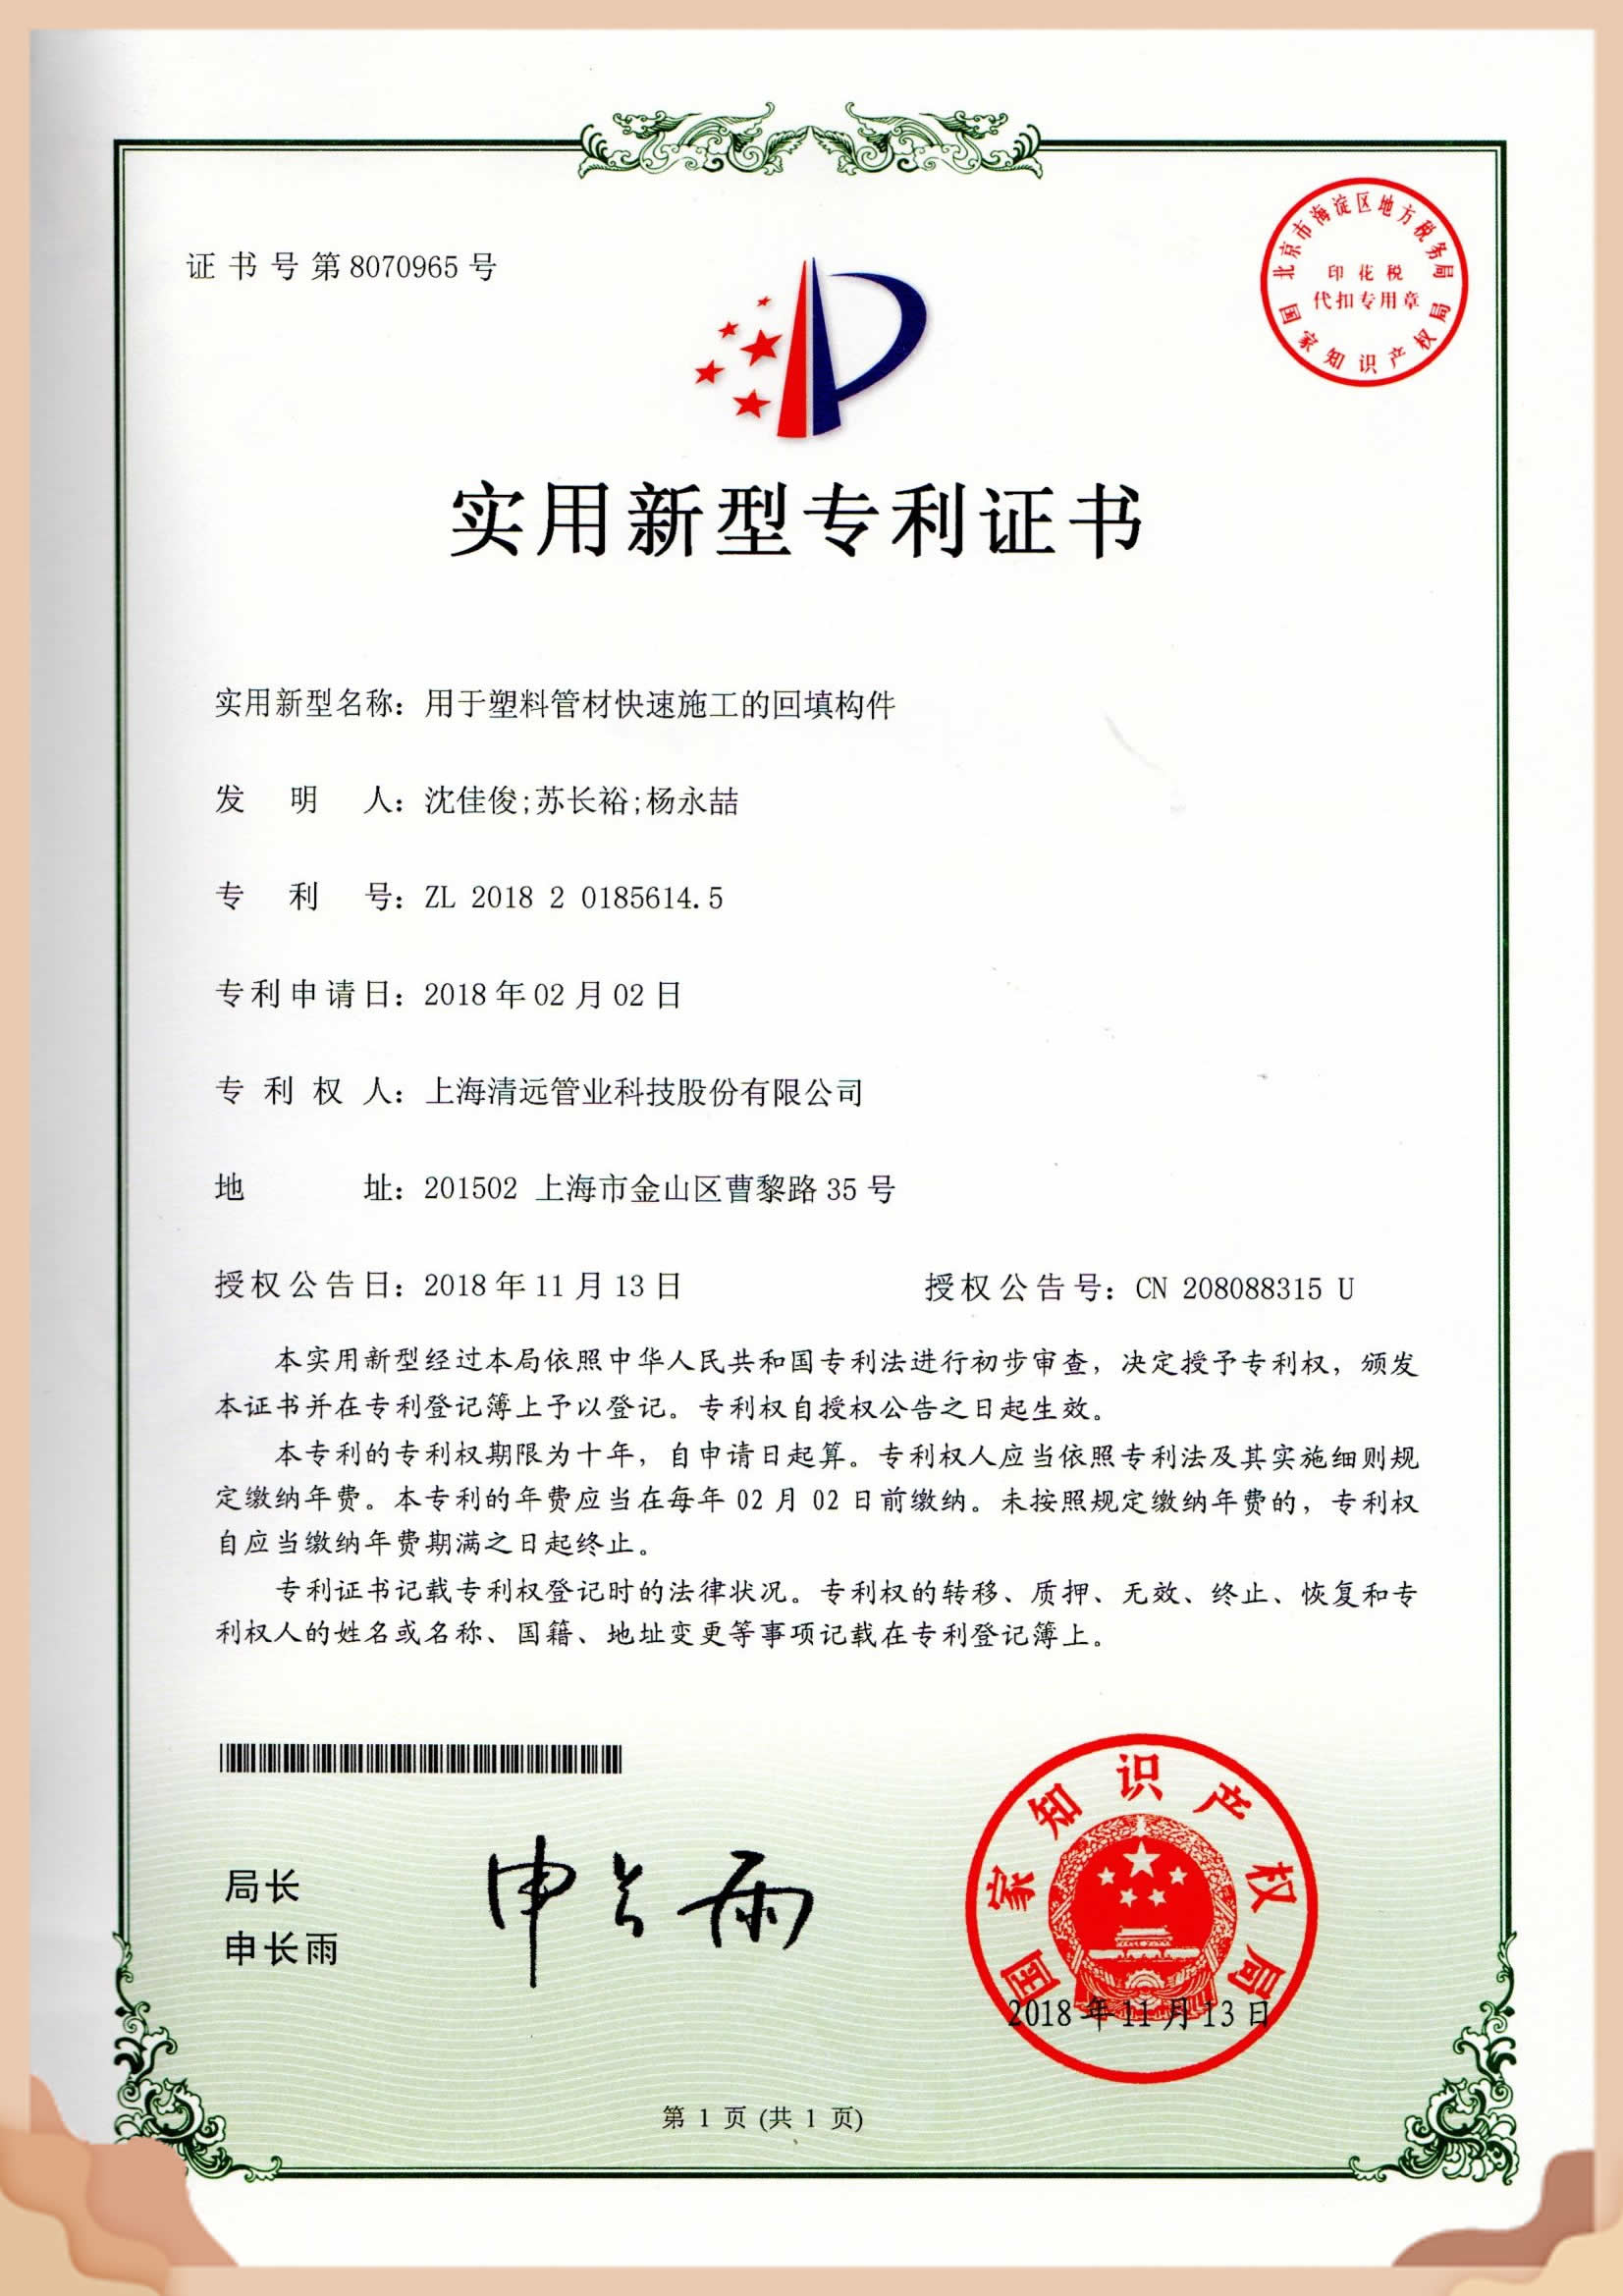 证书号第8070965号
北京市海淀区地方税务局
印花税
代扣专用章
国家知识产权局
实用新型专利证书
实用新型名称：用于塑料管材快速施工的回填构件
发明人：沈佳俊;苏长裕;杨永喆
专利号：ZL 2018 2 0185614.5
专利申请日：2018年02月02日
专利权人：上海清远管业科技股份有限公司
地址：201502 上海市金山区曹黎路35号
授权公告日：2018年11月13日 授权公告号：CN 208088315 U
本实用新型经过本局依照中华人民共和国专利法进行初步审查，决定授予专利权，颁发
本证书并在专利登记簿上予以登记。专利权自授权公告之日起生效。
本专利的专利权期限为十年，自申请日起算。专利权人应当依照专利法及其实施细则规
定缴纳年费。本专利的年费应当在每年02月02日前缴纳。未按照规定缴纳年费的，专利权
自应当缴纳年费期满之日起终止。
专利证书记载专利权登记时的法律状况。专利权的转移、质押、无效、终止、恢复和专
利权人的姓名或名称、国籍、地址变更等事项记载在专利登记簿上。
局长
申长雨
申长雨
国家知识产权局
2018年11月13日
第 1 页 (共 1 页)